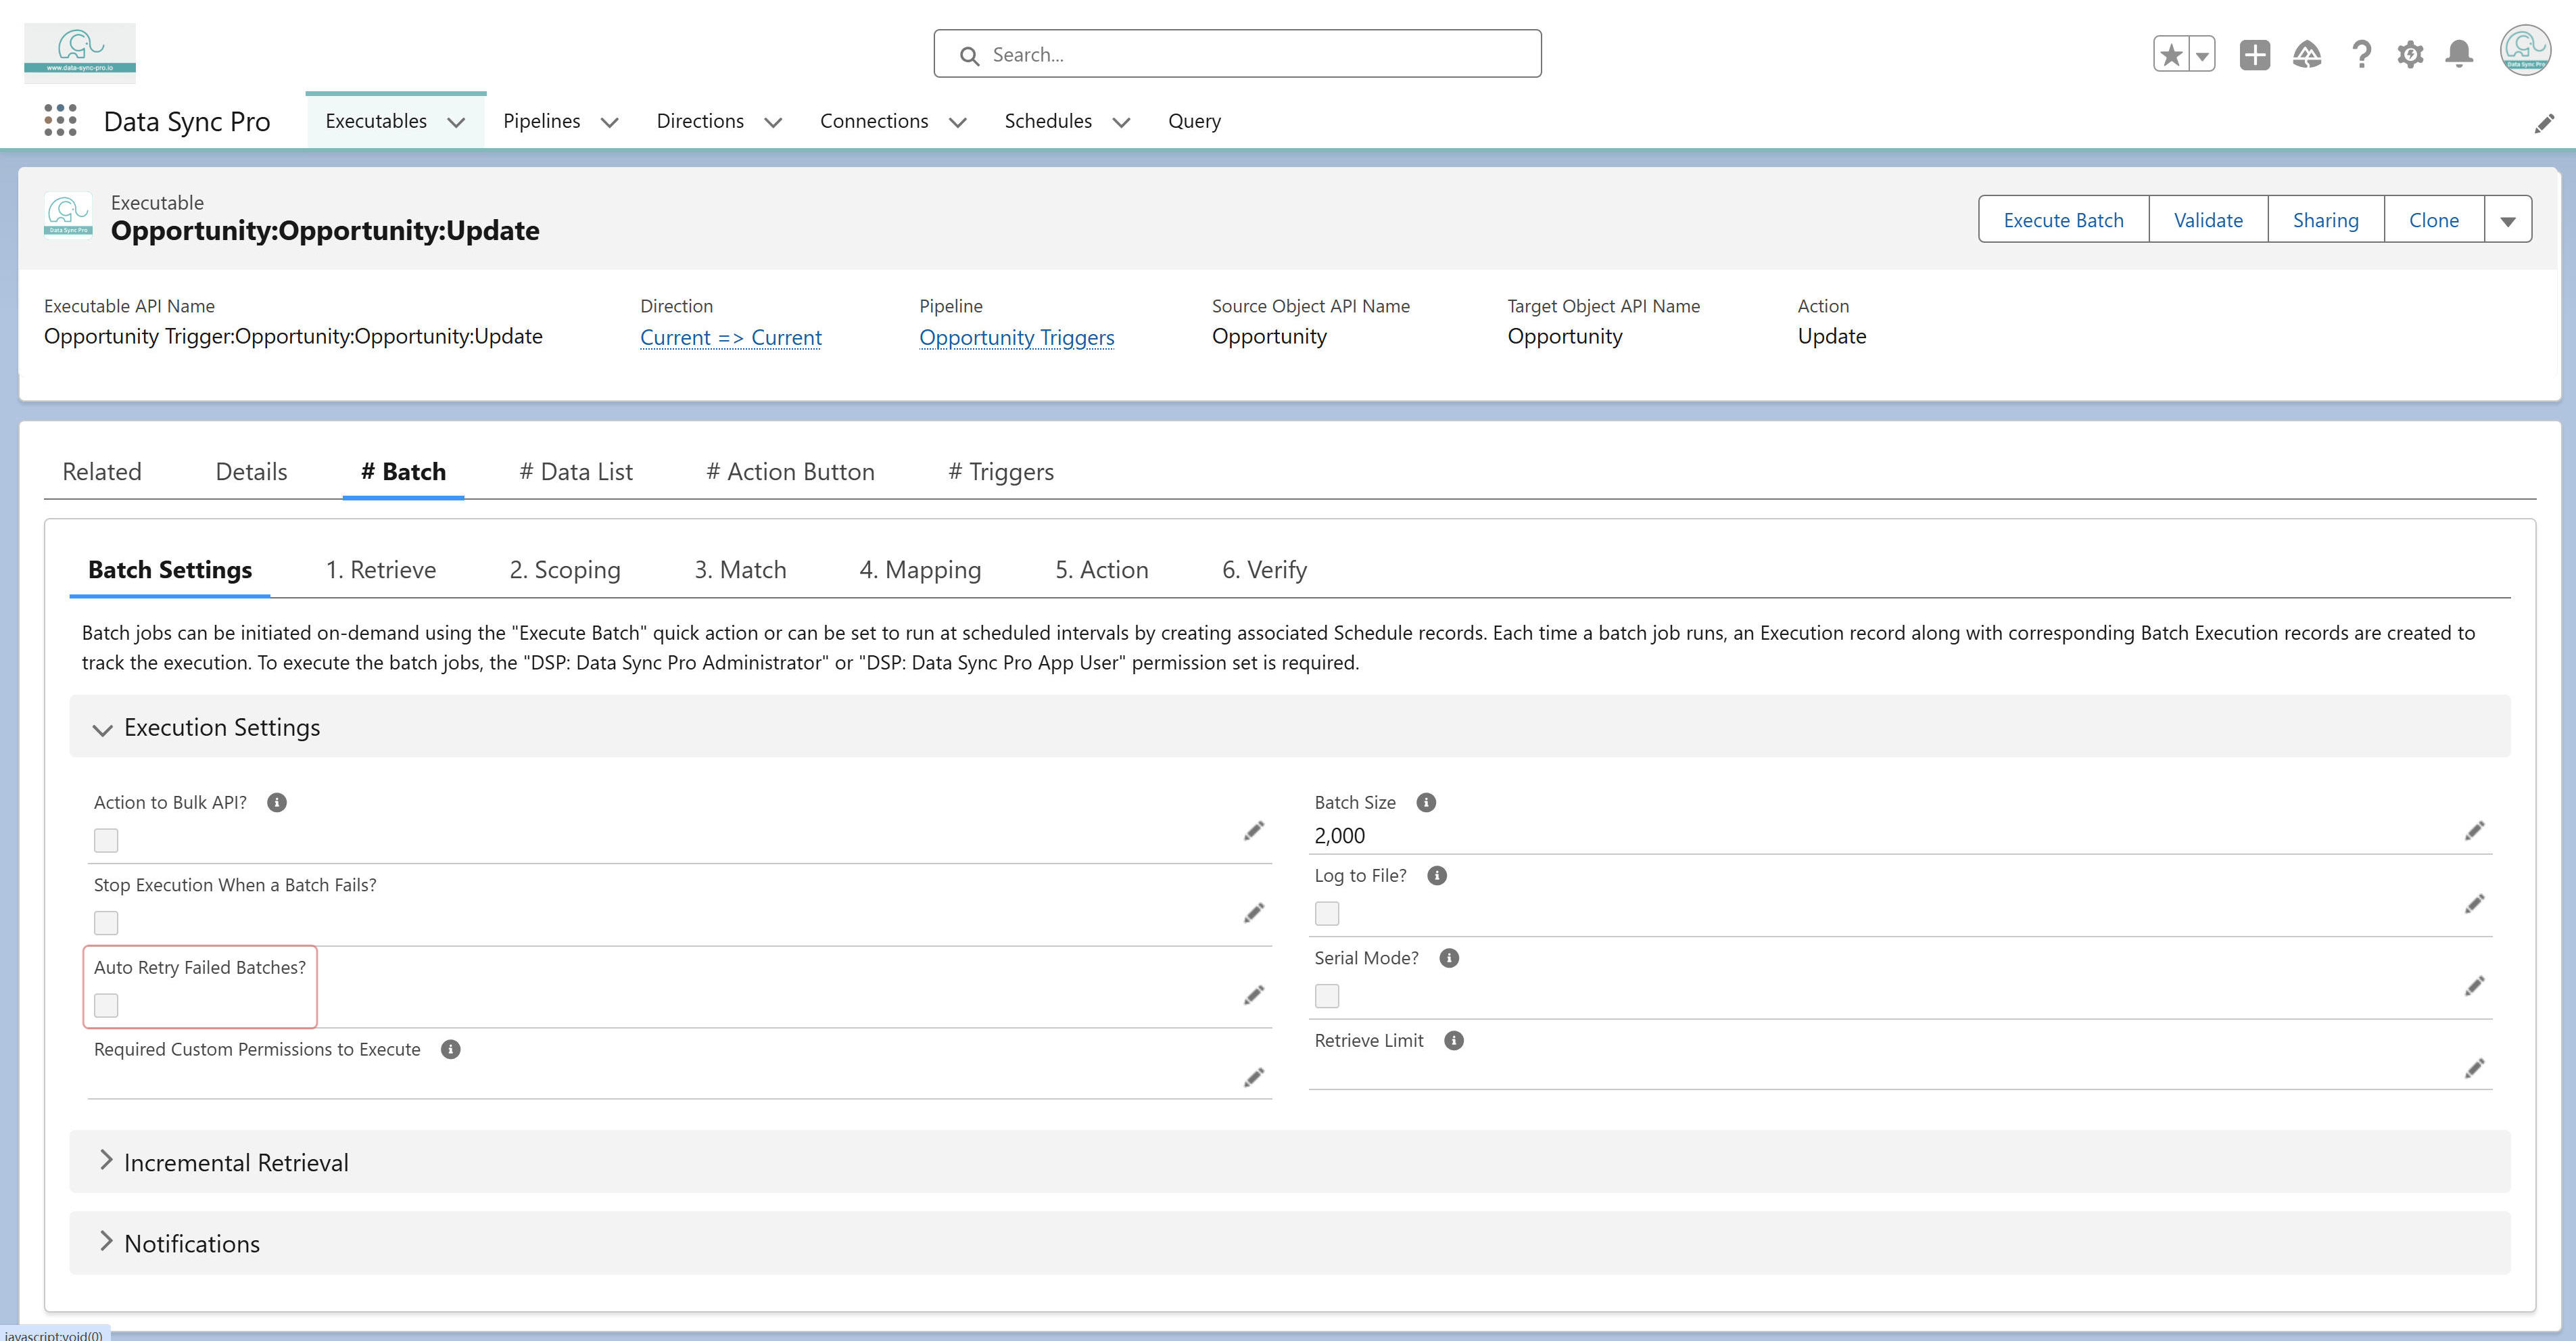 www.data-sync-pro.io
Search...
Data Sync Pro
Data Sync Pro
Executables
Pipelines
Directions
Connections
Schedules
Query
Data Sync Pro
Executable
Opportunity:Opportunity:Update
Execute Batch
Validate
Sharing
Clone
Executable API Name
Opportunity Trigger:Opportunity:Opportunity:Update
Direction
Current => Current
Pipeline
Opportunity Triggers
Source Object API Name
Opportunity
Target Object API Name
Opportunity
Action
Update
Related
Details
# Batch
# Data List
# Action Button
# Triggers
Batch Settings
1. Retrieve
2. Scoping
3. Match
4. Mapping
5. Action
6. Verify
Batch jobs can be initiated on-demand using the "Execute Batch" quick action or can be set to run at scheduled intervals by creating associated Schedule records. Each time a batch job runs, an Execution record along with corresponding Batch Execution records are created to
track the execution. To execute the batch jobs, the "DSP: Data Sync Pro Administrator" or "DSP: Data Sync Pro App User" permission set is required.
Execution Settings
Action to Bulk API?
Batch Size
2,000
Stop Execution When a Batch Fails?
Log to File?
Auto Retry Failed Batches?
Serial Mode?
Required Custom Permissions to Execute
Retrieve Limit
Incremental Retrieval
Notifications
javascript:void(0)